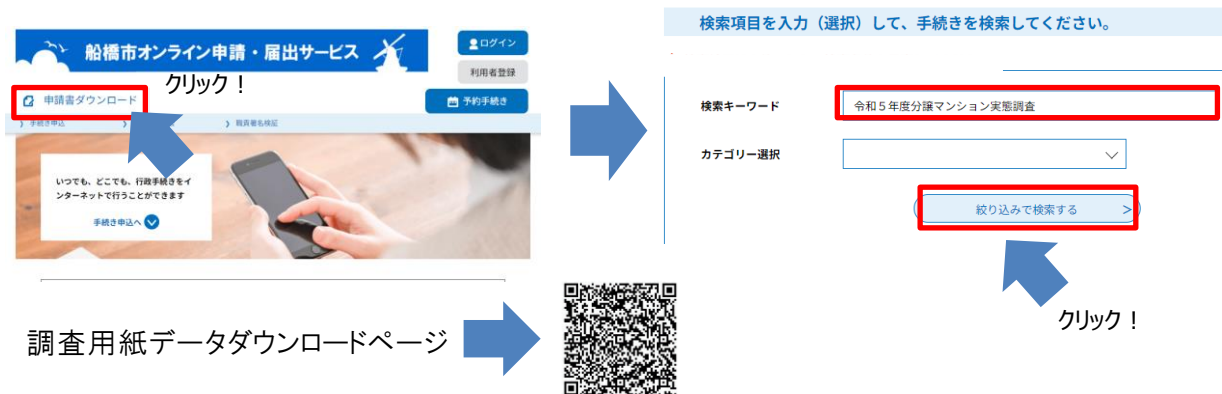 船橋市オンライン申請・届出サービス
ログイン
利用者登録
申請書ダウンロード
クリック！
予約手続き
手続き申込
職責署名検証
いつでも、どこでも、行政手続きをイ
ンターネットで行うことができます
手続き申込へ
検索項目を入力（選択）して、手続きを検索してください。
検索キーワード
令和５年度分譲マンション実態調査
カテゴリー選択
絞り込みで検索する
クリック！
調査用紙データダウンロードページ